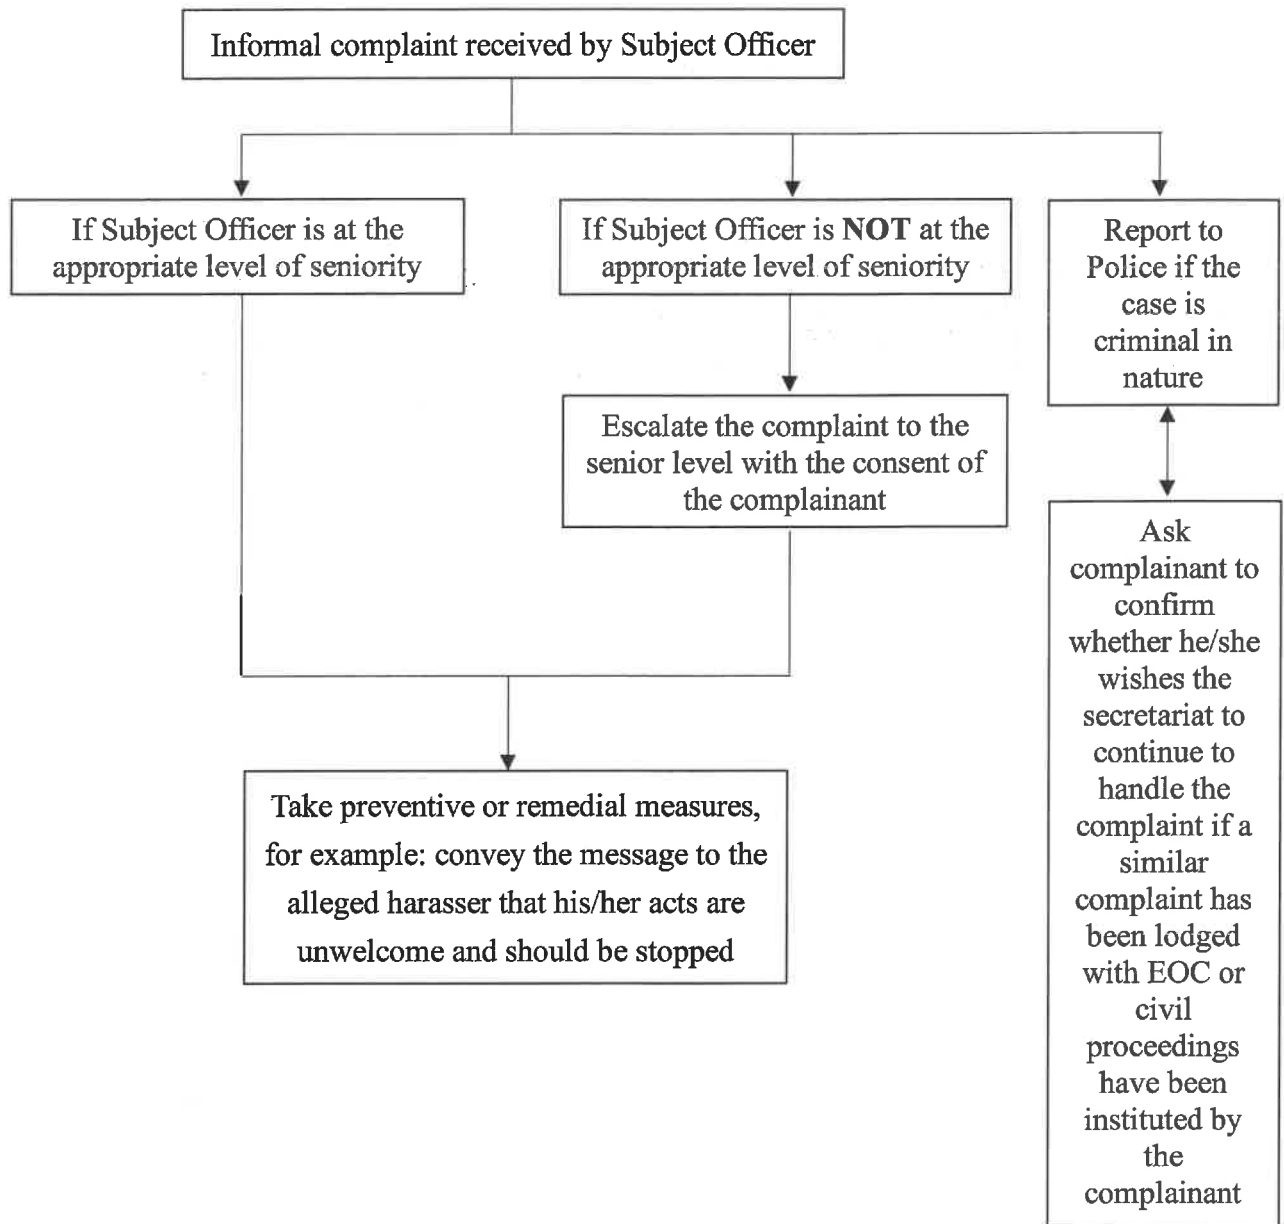 Informal complaint received by Subject Officer
If Subject Officer is at the
appropriate level of seniority
If Subject Officer is NOT at the
appropriate level of seniority
Report to
Police if the
case is
criminal in
nature
Escalate the complaint to the
senior level with the consent of
the complainant
Ask
complainant to
confirm
whether he/she
wishes the
secretariat to
continue to
handle the
complaint if a
similar
complaint has
been lodged
with EOC or
civil
proceedings
have been
instituted by
the
complainant
Take preventive or remedial measures,
for example: convey the message to the
alleged harasser that his/her acts are
unwelcome and should be stopped